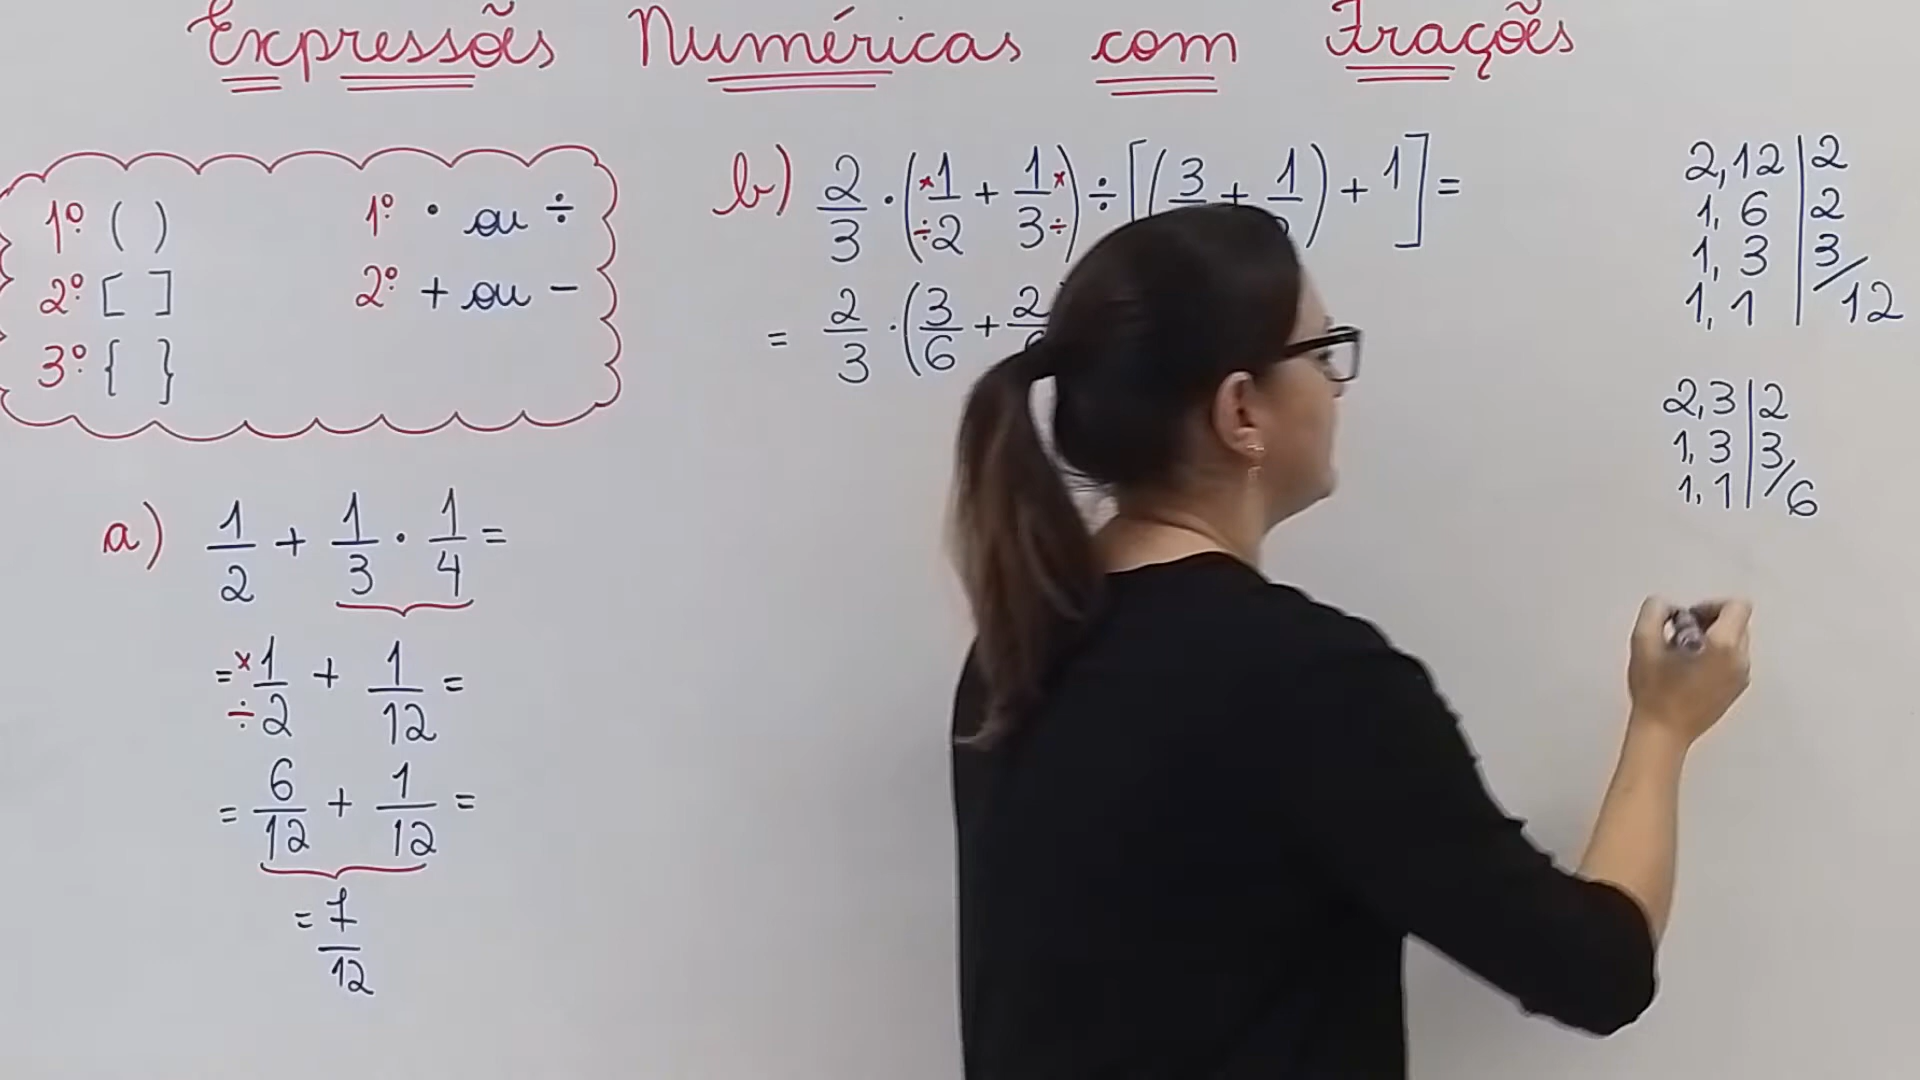 Expressões Numéricas com Frações
1º ( ) 1º · ou ÷
2º [ ] 2º + ou -
3º { }
a) 1/2 + 1/3 · 1/4 =
= ×1/÷2 + 1/12 =
= 6/12 + 1/12 =
= 7/12
b) 2/3 · (×1/÷2 + 1×/3÷) ÷ [(3 + 1) + 1] =
= 2/3 · (3/6 + 2
2,12 | 2
1, 6 | 2
1, 3 | 3
1, 1 | / 12
2,3 | 2
1, 3 | 3
1, 1 | / 6